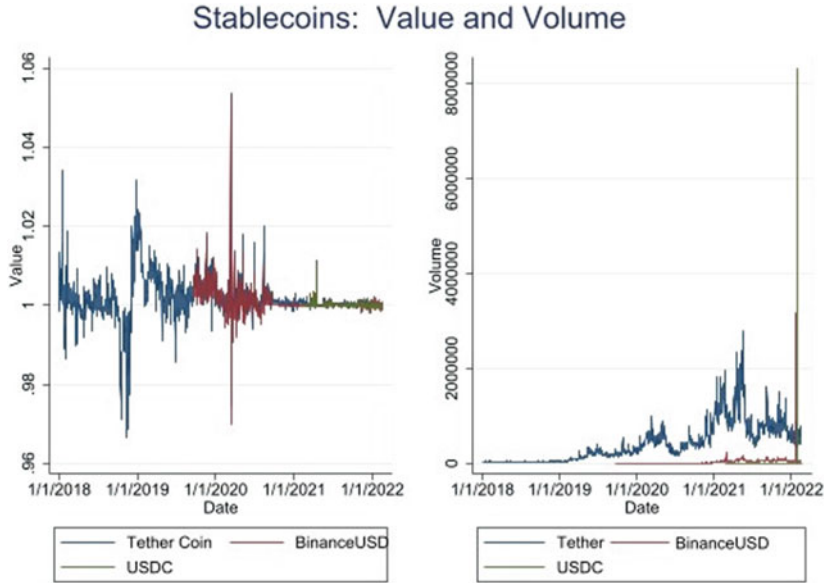 Stablecoins: Value and Volume
1.06
1.04
1.02
1
.98
.96
Value
1/1/2018 1/1/2019 1/1/2020 1/1/2021 1/1/2022
Date
Tether Coin BinanceUSD
USDC
8000000
6000000
4000000
2000000
0
Volume
1/1/2018 1/1/2019 1/1/2020 1/1/2021 1/1/2022
Date
Tether BinanceUSD
USDC